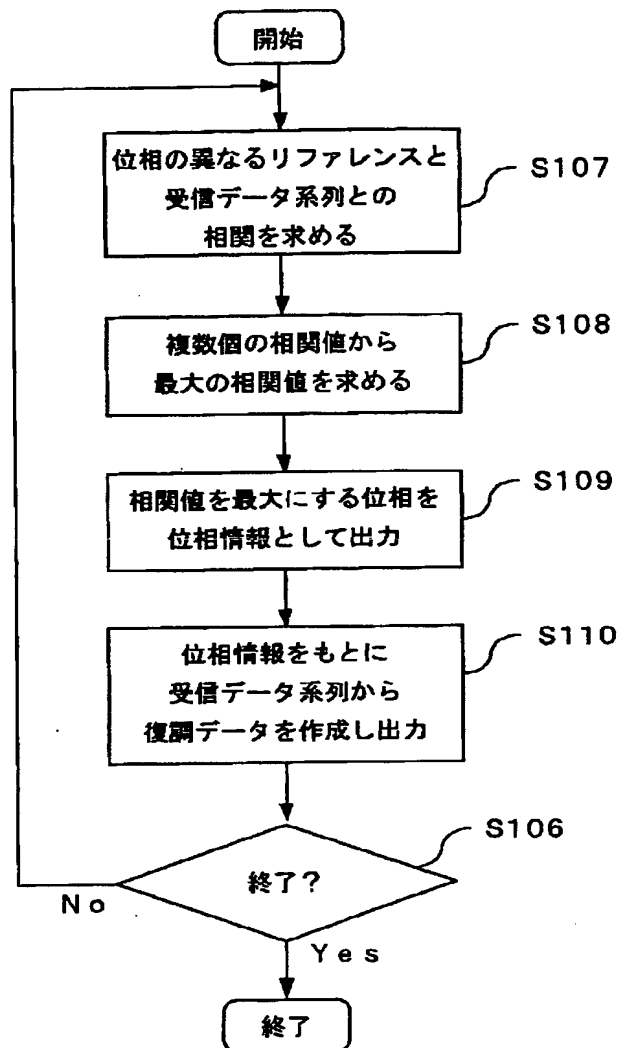 開始
位相の異なるリファレンスと
受信データ系列との
相関を求める
S107
複数個の相関値から
最大の相関値を求める
S108
相関値を最大にする位相を
位相情報として出力
S109
位相情報をもとに
受信データ系列から
復調データを作成し出力
S110
終了?
S106
No
Yes
終了